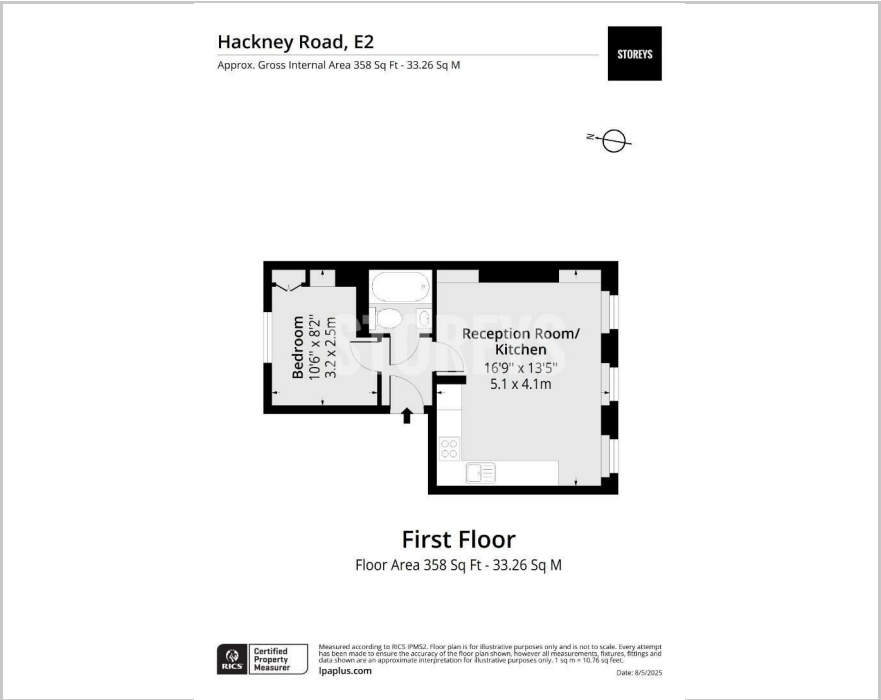 Hackney Road, E2
Approx. Gross Internal Area 358 Sq Ft - 33.26 Sq M
STOREYS
N
STOREYS
Bedroom
10'6" x 8'2"
3.2 x 2.5m
Reception Room/
Kitchen
16'9" x 13'5"
5.1 x 4.1m
First Floor
Floor Area 358 Sq Ft - 33.26 Sq M
RICS
Certified
Property
Measurer
Measured according to RICS IPMS2. Floor plan is for illustrative purposes only and is not to scale. Every attempt
has been made to ensure the accuracy of the floor plan shown, however all measurements, fixtures, fittings and
data shown are an approximate interpretation for illustrative purposes only. 1 sq m = 10.76 sq feet.
lpaplus.com
Date: 8/5/2025